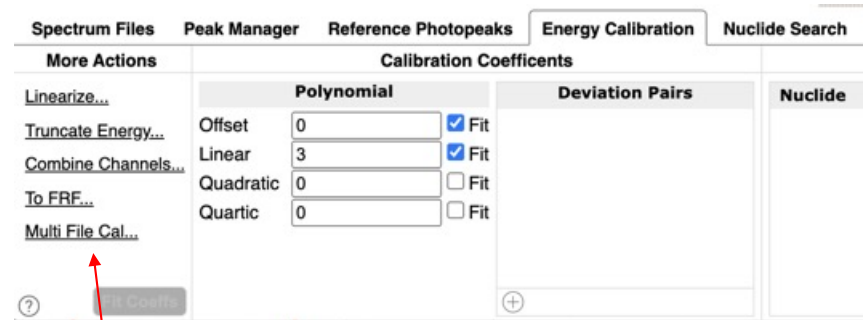 Spectrum Files Peak Manager Reference Photopeaks Energy Calibration Nuclide Search
More Actions Calibration Coefficents
Linearize...
Truncate Energy...
Combine Channels...
To FRF...
Multi File Cal...
Polynomial
Offset 0 Fit
Linear 3 Fit
Quadratic 0 Fit
Quartic 0 Fit
Deviation Pairs
Nuclide
? Fit Coeffs